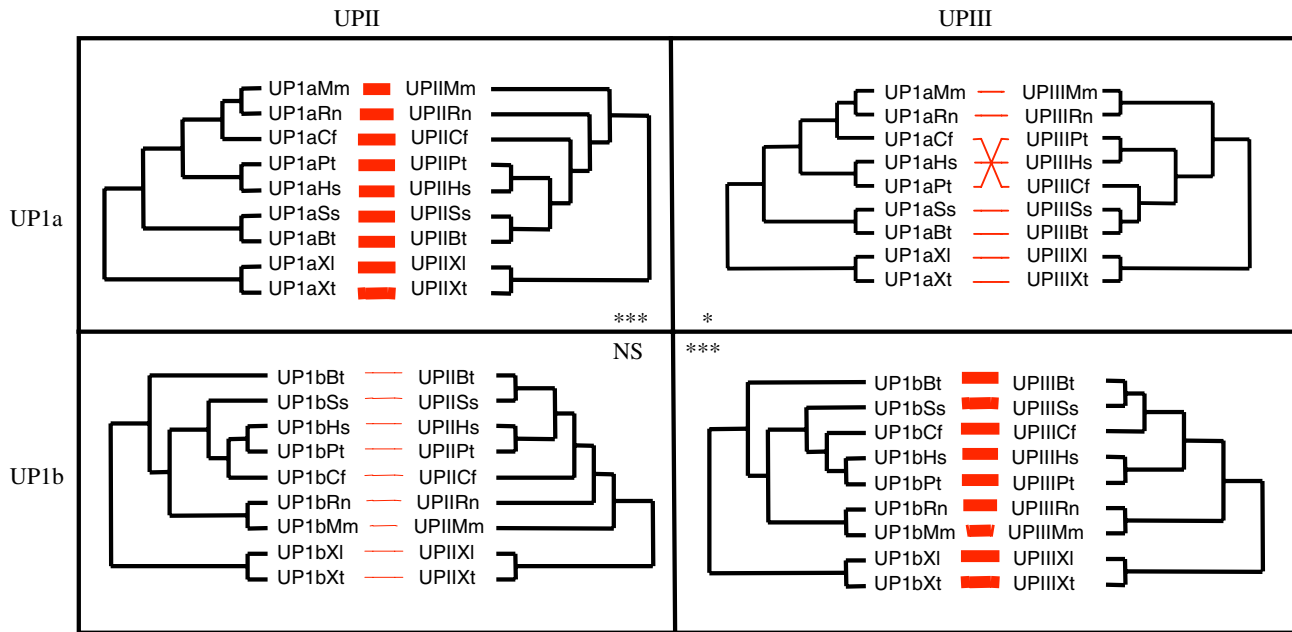 UPII UPIII
UP1a
UP1aMm UPIIMm
UP1aRn UPIIRn
UP1aCf UPIICf
UP1aPt UPIIPt
UP1aHs UPIIHs
UP1aSs UPIISs
UP1aBt UPIIBt
UP1aXl UPIIXl
UP1aXt UPIIXt
***
UP1aMm UPIIIMm
UP1aRn UPIIIRn
UP1aCf UPIIIPt
UP1aHs UPIIIHs
UP1aPt UPIIICf
UP1aSs UPIIISs
UP1aBt UPIIIBt
UP1aXl UPIIIXl
UP1aXt UPIIIXt
*
UP1b
NS
UP1bBt UPIIBt
UP1bSs UPIISs
UP1bHs UPIIHs
UP1bPt UPIIPt
UP1bCf UPIICf
UP1bRn UPIIRn
UP1bMm UPIIMm
UP1bXl UPIIXl
UP1bXt UPIIXt
***
UP1bBt UPIIIBt
UP1bSs UPIIISs
UP1bCf UPIIICf
UP1bHs UPIIIHs
UP1bPt UPIIIPt
UP1bRn UPIIIRn
UP1bMm UPIIIMm
UP1bXl UPIIIXl
UP1bXt UPIIIXt